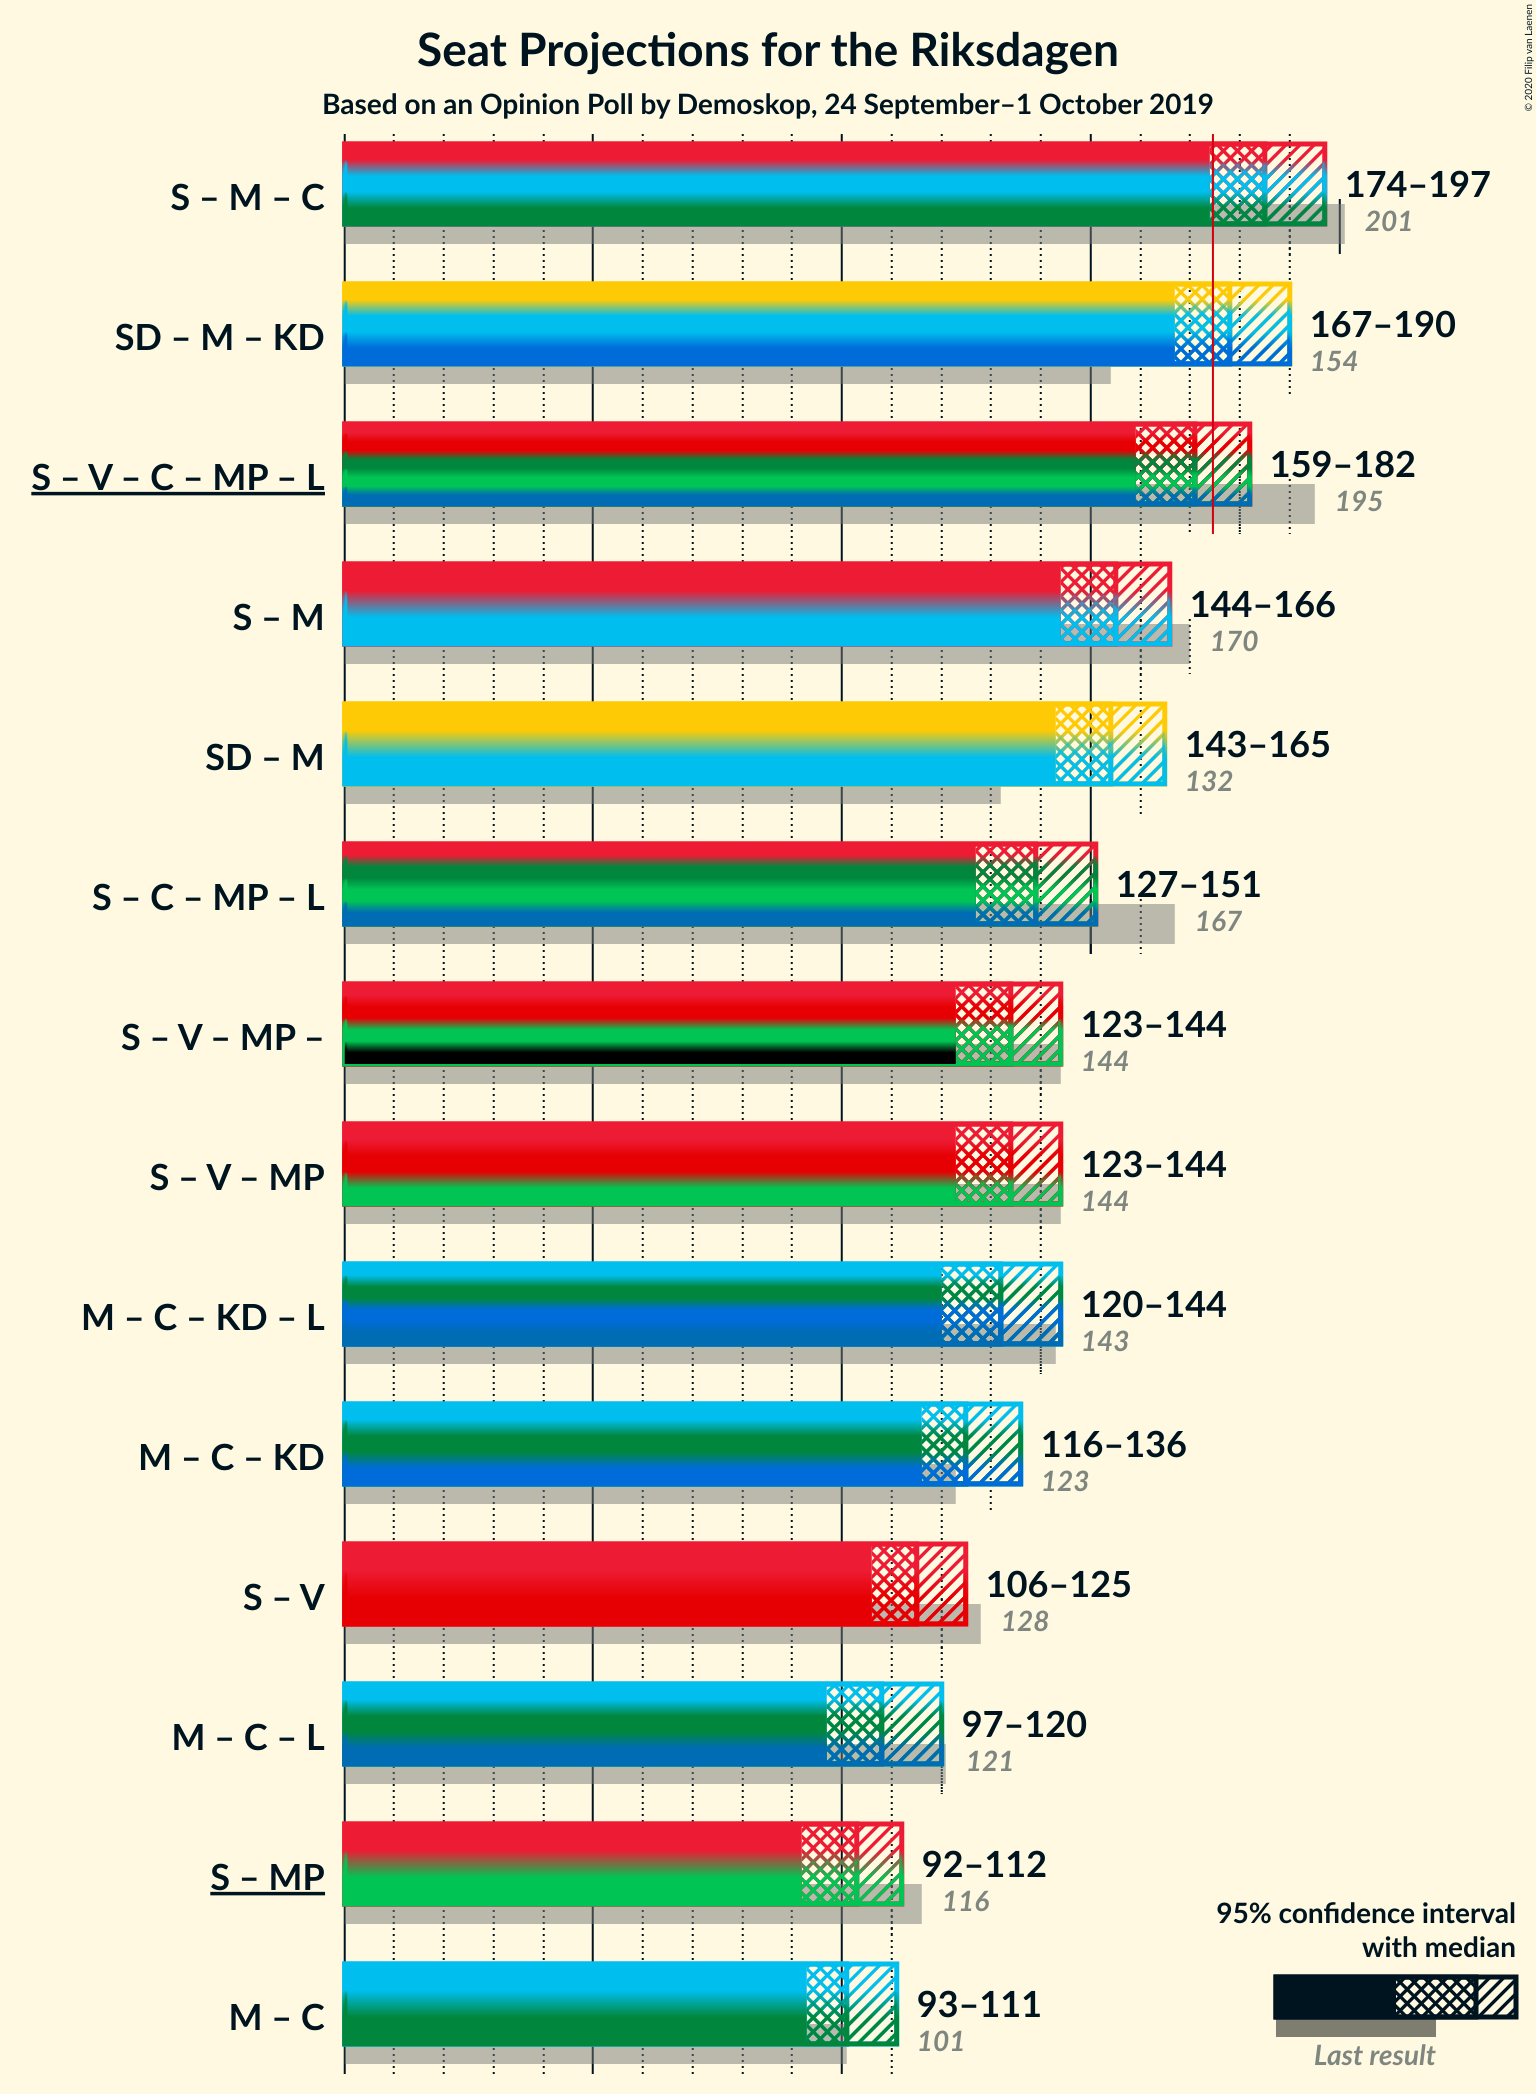 Seat Projections for the Riksdagen
Based on an Opinion Poll by Demoskop, 24 September–1 October 2019
© 2020 Filip van Laenen
S – M – C
174–197
201
SD – M – KD
167–190
154
S – V – C – MP – L
159–182
195
S – M
144–166
170
SD – M
143–165
132
S – C – MP – L
127–151
167
S – V – MP –
123–144
144
S – V – MP
123–144
144
M – C – KD – L
120–144
143
M – C – KD
116–136
123
S – V
106–125
128
M – C – L
97–120
121
S – MP
92–112
116
M – C
93–111
101
95% confidence interval
with median
Last result